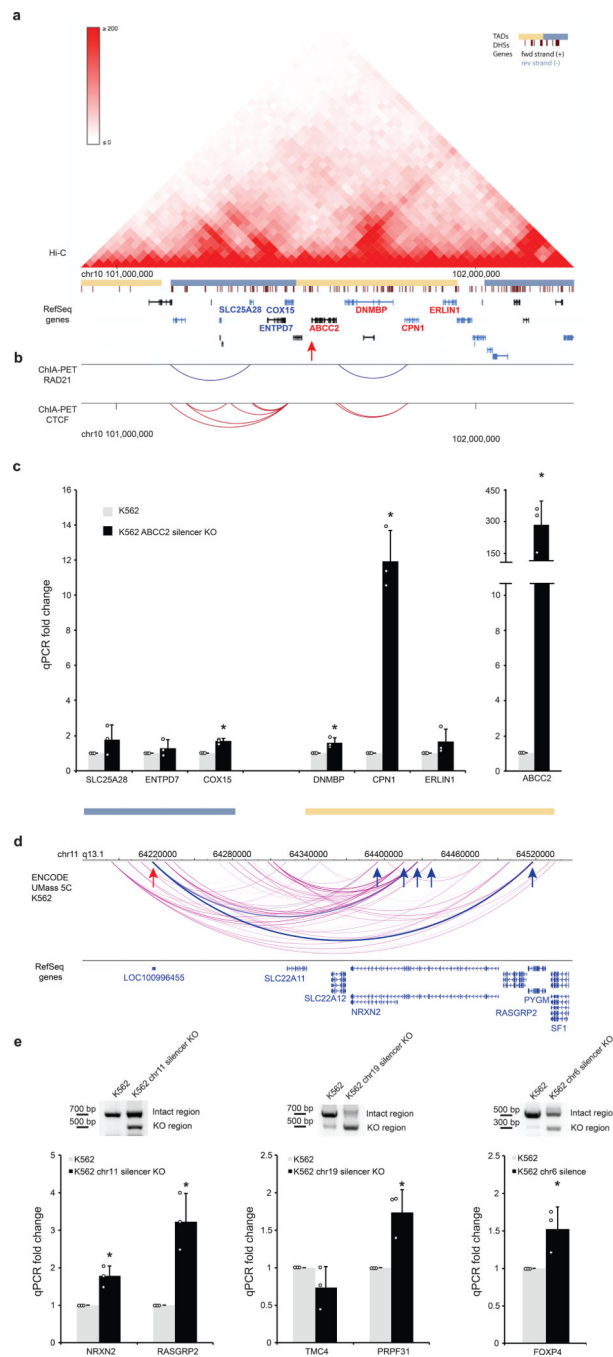 a
≥ 200
≤ 0
TADs
DHSs
Genes fwd strand (+)
rev strand (-)
Hi-C
chr10 101,000,000 102,000,000
RefSeq
genes
SLC25A28 COX15 DNMBP ERLIN1
ENTPD7 ABCC2 CPN1
b
ChIA-PET
RAD21
ChIA-PET
CTCF
chr10 101,000,000 102,000,000
c
K562
K562 ABCC2 silencer KO
qPCR fold change
16
14
12
10
8
6
4
2
0
450
300
150
10
8
6
4
2
0
*
*
*
*
SLC25A28 ENTPD7 COX15 DNMBP CPN1 ERLIN1 ABCC2
d
chr11 q13.1 64220000 64280000 64340000 64400000 64460000 64520000
ENCODE
UMass 5C
K562
RefSeq
genes
LOC100996455
SLC22A11
SLC22A12
NRXN2
RASGRP2
PYGM
SF1
e
K562
K562 chr11 silencer KO
700 bp
500 bp
Intact region
KO region
K562
K562 chr11 silencer KO
qPCR fold change
5
4
3
2
1
0
*
*
NRXN2 RASGRP2
K562
K562 chr19 silencer KO
700 bp
500 bp
Intact region
KO region
K562
K562 chr19 silencer KO
qPCR fold change
2.5
2
1.5
1
0.5
0
*
TMC4 PRPF31
K562
K562 chr6 silencer KO
500 bp
300 bp
Intact region
KO region
K562
K562 chr6 silence
qPCR fold change
2.5
2
1.5
1
0.5
0
*
FOXP4